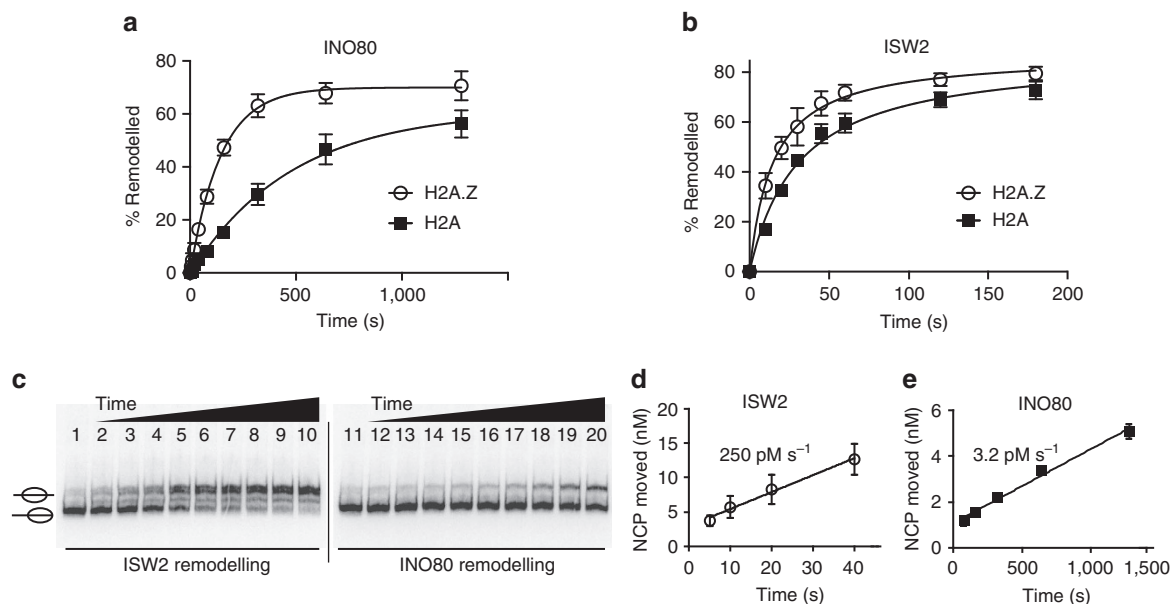 a
INO80
80
60
40
20
0
% Remodelled
H2A.Z
H2A
0 500 1,000
Time (s)
b
ISW2
80
60
40
20
0
% Remodelled
H2A.Z
H2A
0 50 100 150 200
Time (s)
c
Time Time
1 2 3 4 5 6 7 8 9 10 11 12 13 14 15 16 17 18 19 20
ISW2 remodelling INO80 remodelling
d
ISW2
20
15
10
5
0
NCP moved (nM)
250 pM s⁻¹
0 10 20 30 40
Time (s)
e
INO80
6
4
2
0
NCP moved (nM)
3.2 pM s⁻¹
0 500 1,000 1,500
Time (s)